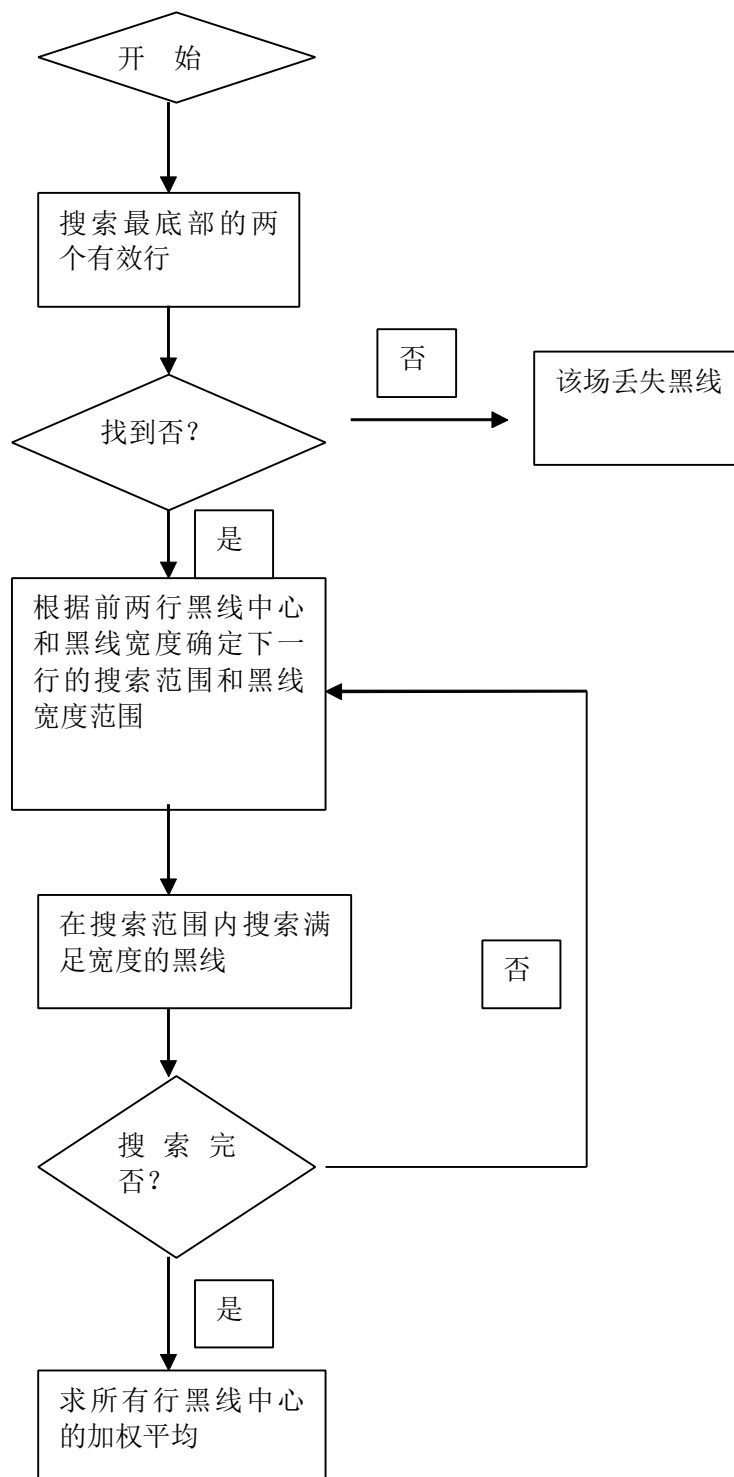 开 始
搜索最底部的两
个有效行
否
该场丢失黑线
找到否?
是
根据前两行黑线中心
和黑线宽度确定下一
行的搜索范围和黑线
宽度范围
在搜索范围内搜索满
足宽度的黑线
否
搜索完
否?
是
求所有行黑线中心
的加权平均